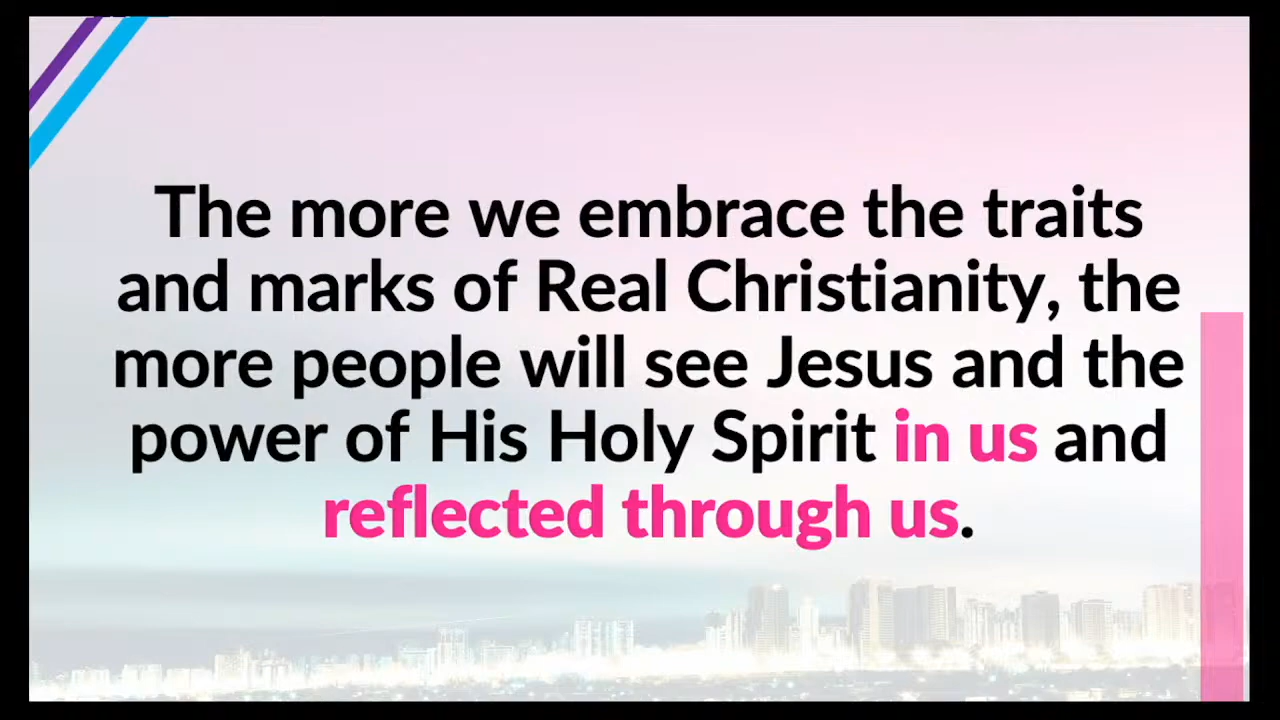 The more we embrace the traits
and marks of Real Christianity, the
more people will see Jesus and the
power of His Holy Spirit in us and
reflected through us.